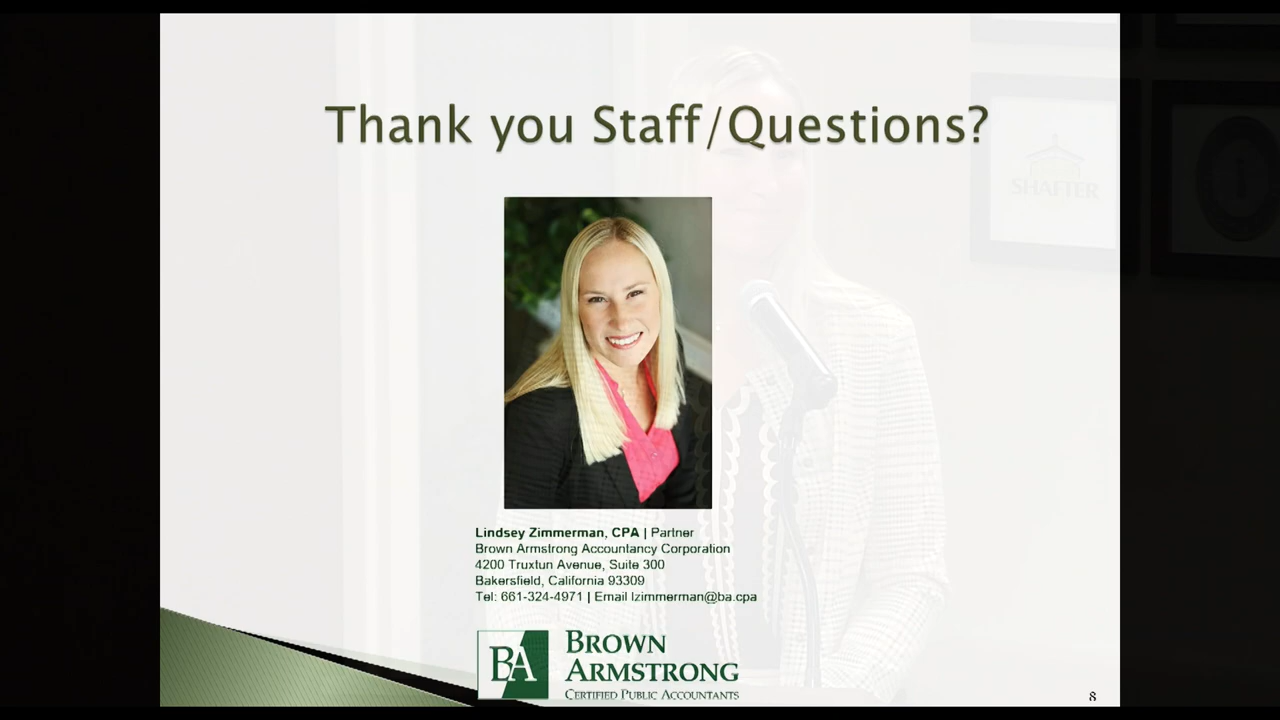 Thank you Staff/Questions?
SHAFTER
Lindsey Zimmerman, CPA | Partner
Brown Armstrong Accountancy Corporation
4200 Truxtun Avenue, Suite 300
Bakersfield, California 93309
Tel: 661-324-4971 | Email lzimmerman@ba.cpa
BA
BROWN
ARMSTRONG
CERTIFIED PUBLIC ACCOUNTANTS
8